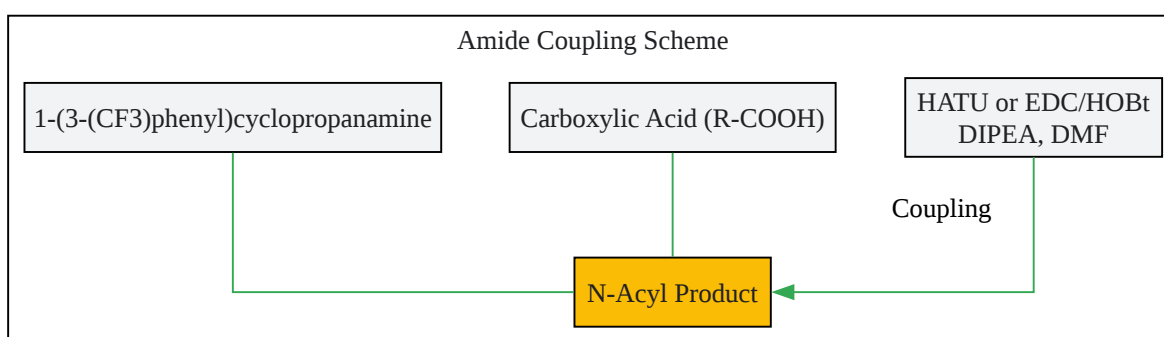 Amide Coupling Scheme
1-(3-(CF3)phenyl)cyclopropanamine
Carboxylic Acid (R-COOH)
HATU or EDC/HOBt
DIPEA, DMF
Coupling
N-Acyl Product